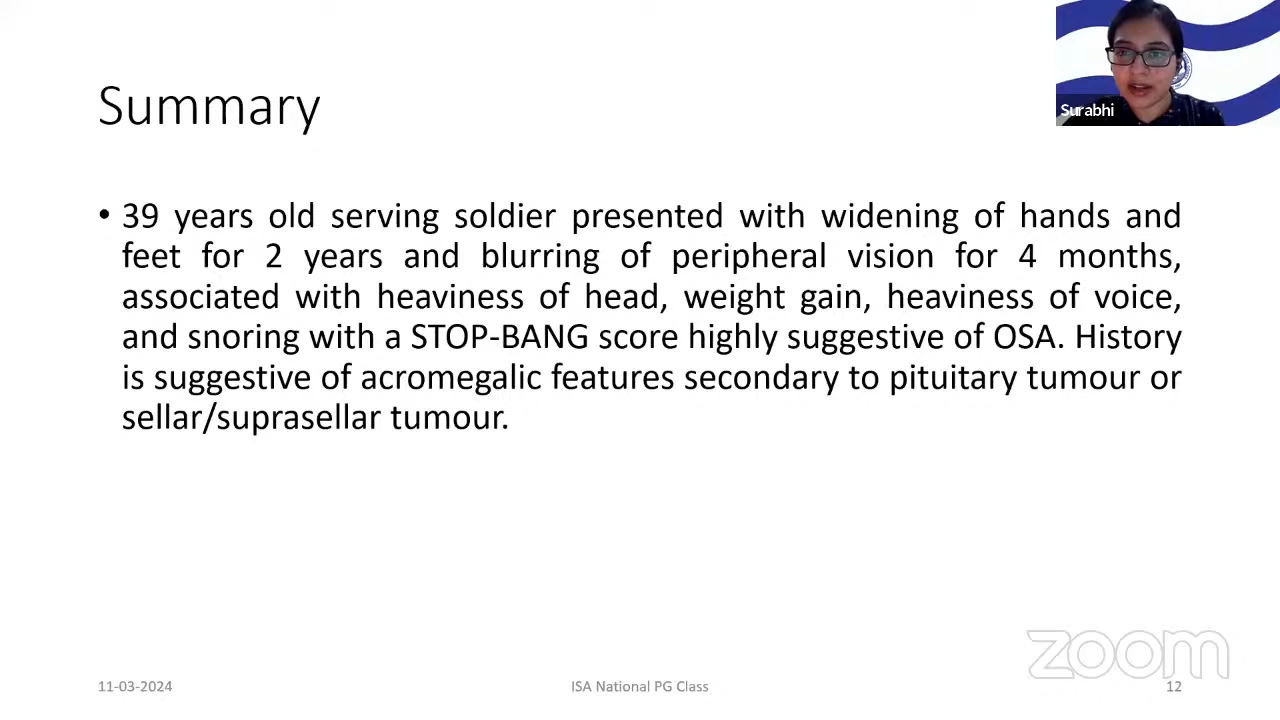 Surabhi
Summary
• 39 years old serving soldier presented with widening of hands and
feet for 2 years and blurring of peripheral vision for 4 months,
associated with heaviness of head, weight gain, heaviness of voice,
and snoring with a STOP-BANG score highly suggestive of OSA. History
is suggestive of acromegalic features secondary to pituitary tumour or
sellar/suprasellar tumour.
zoom
11-03-2024
ISA National PG Class
12